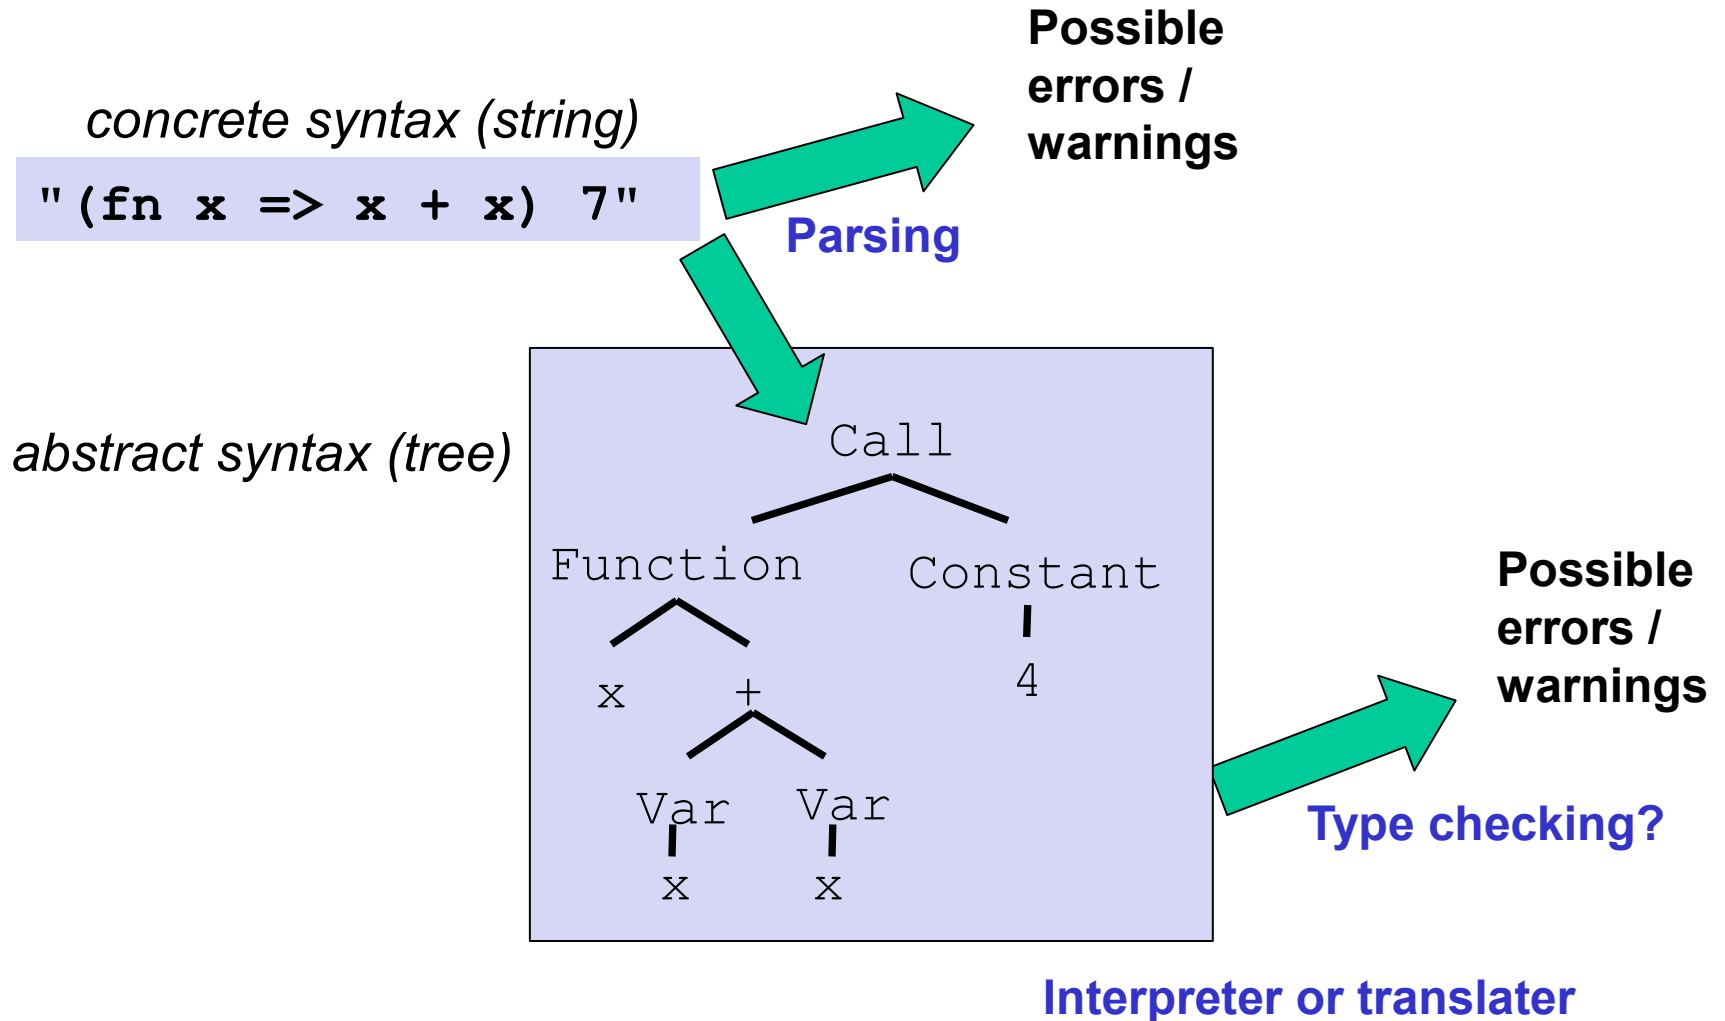 Possible
errors /
warnings
concrete syntax (string)
"(fn x => x + x) 7"
Parsing
abstract syntax (tree)
Call
Function Constant
x + 4
Var Var
x x
Possible
errors /
warnings
Type checking?
Interpreter or translater